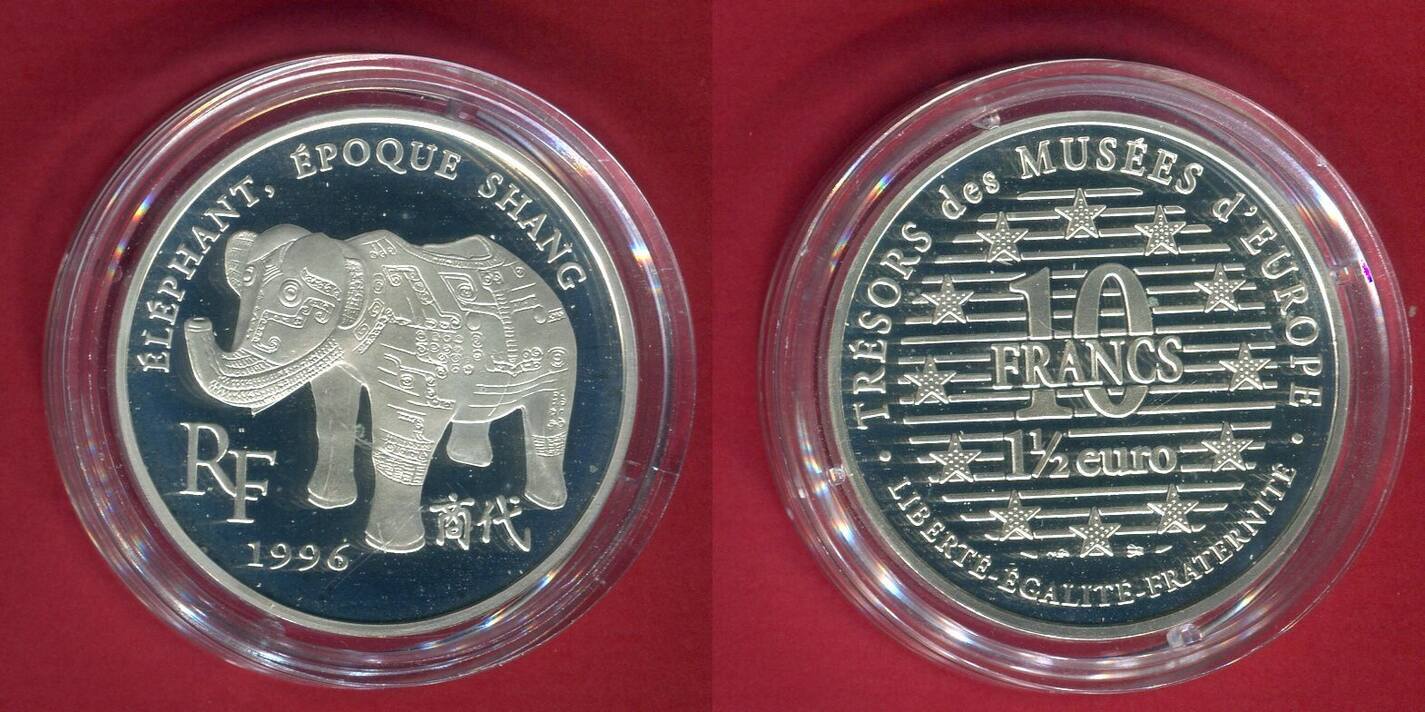 ÉLÉPHANT, ÉPOQUE SHANG
RF
商代
1996
TRÉSORS des MUSÉES d'EUROPE
10
FRANCS
1½ euro
• LIBERTÉ-ÉGALITÉ-FRATERNITÉ •